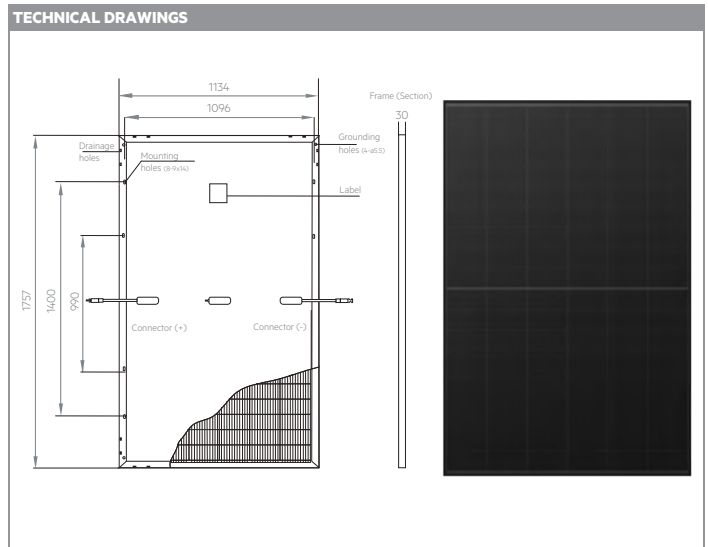 TECHNICAL DRAWINGS
1134
1096
Frame (Section)
30
Drainage
holes
Mounting
holes (8-9x14)
Grounding
holes (4-ø5.5)
Label
1757
1400
990
Connector (+)
Connector (-)